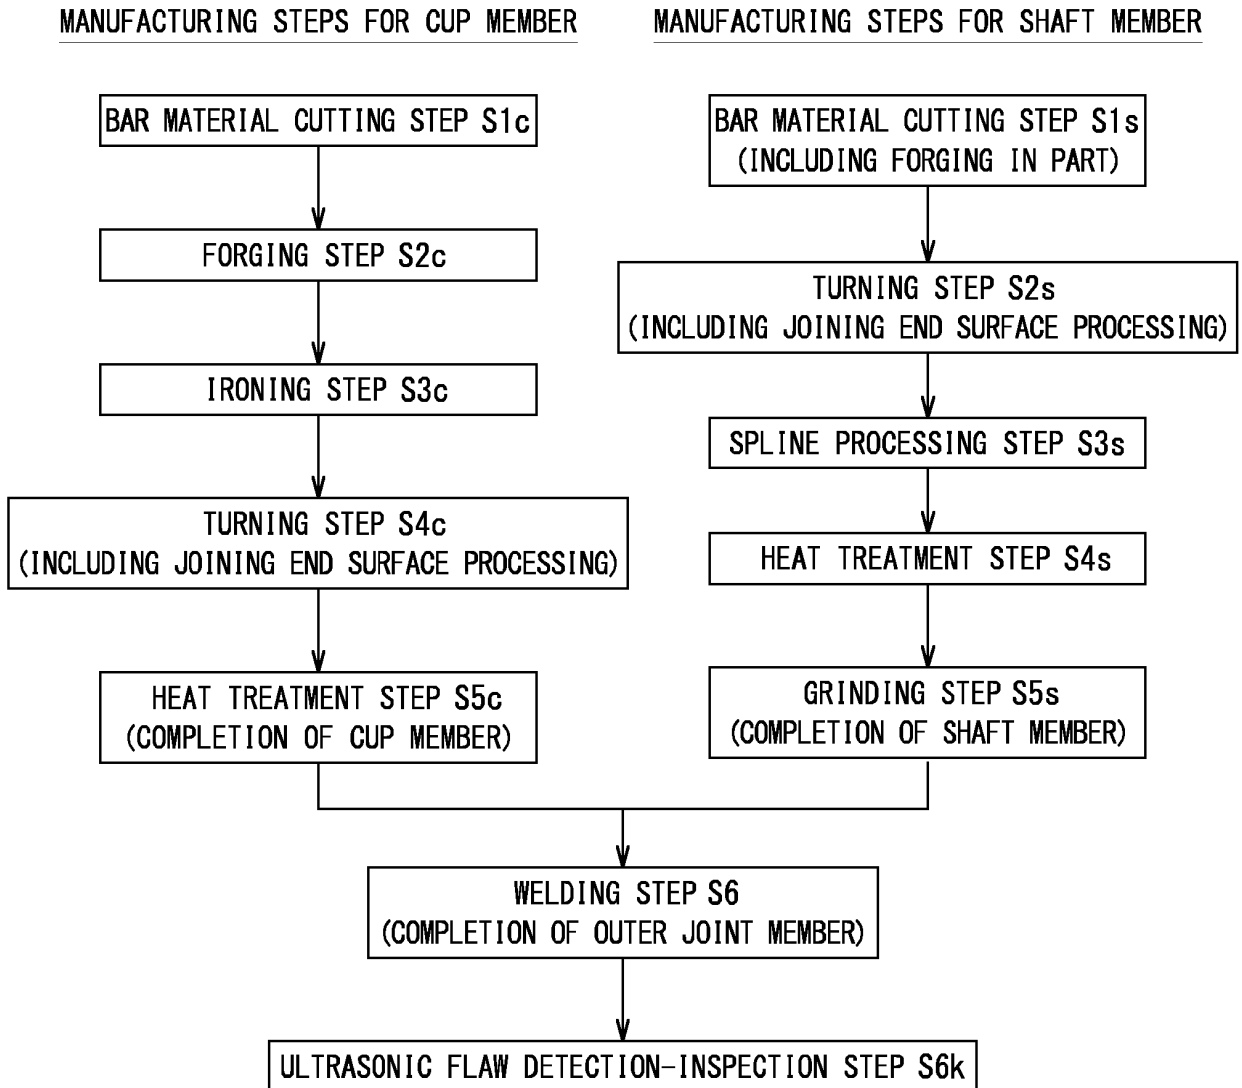 MANUFACTURING STEPS FOR CUP MEMBER
BAR MATERIAL CUTTING STEP S1c
FORGING STEP S2c
IRONING STEP S3c
TURNING STEP S4c
(INCLUDING JOINING END SURFACE PROCESSING)
HEAT TREATMENT STEP S5c
(COMPLETION OF CUP MEMBER)
MANUFACTURING STEPS FOR SHAFT MEMBER
BAR MATERIAL CUTTING STEP S1s
(INCLUDING FORGING IN PART)
TURNING STEP S2s
(INCLUDING JOINING END SURFACE PROCESSING)
SPLINE PROCESSING STEP S3s
HEAT TREATMENT STEP S4s
GRINDING STEP S5s
(COMPLETION OF SHAFT MEMBER)
WELDING STEP S6
(COMPLETION OF OUTER JOINT MEMBER)
ULTRASONIC FLAW DETECTION-INSPECTION STEP S6k